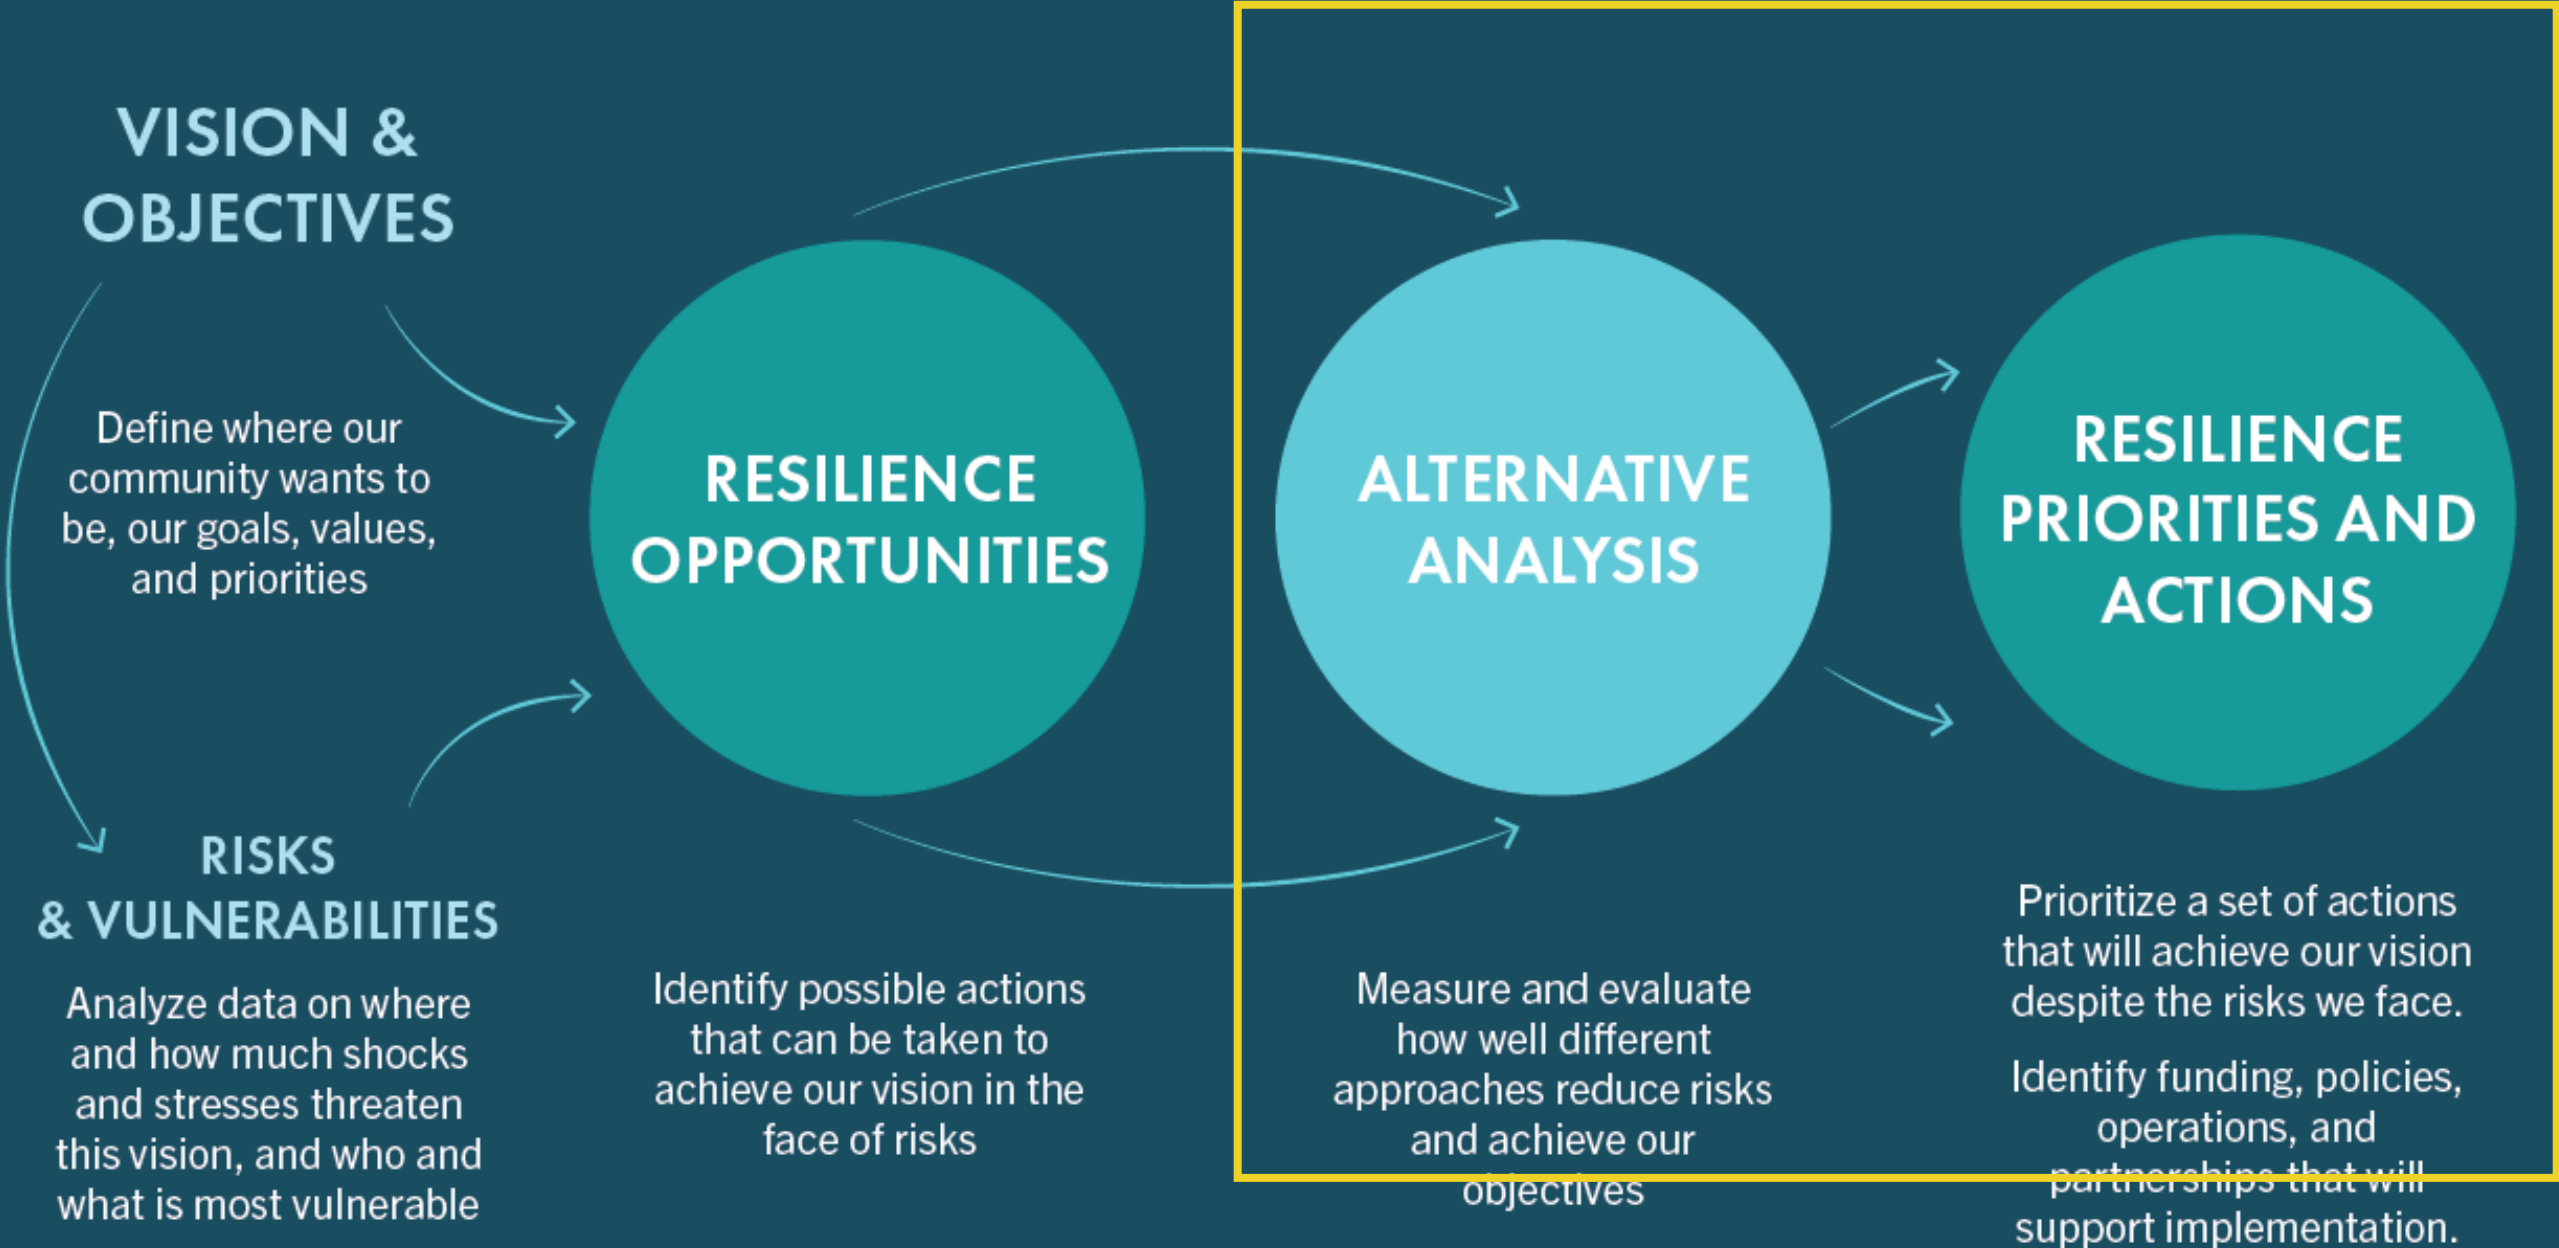 VISION &
OBJECTIVES
Define where our
community wants to
be, our goals, values,
and priorities
RISKS
& VULNERABILITIES
Analyze data on where
and how much shocks
and stresses threaten
this vision, and who and
what is most vulnerable
RESILIENCE
OPPORTUNITIES
Identify possible actions
that can be taken to
achieve our vision in the
face of risks
ALTERNATIVE
ANALYSIS
Measure and evaluate
how well different
approaches reduce risks
and achieve our
objectives
RESILIENCE
PRIORITIES AND
ACTIONS
Prioritize a set of actions
that will achieve our vision
despite the risks we face.
Identify funding, policies,
operations, and
partnerships that will
support implementation.